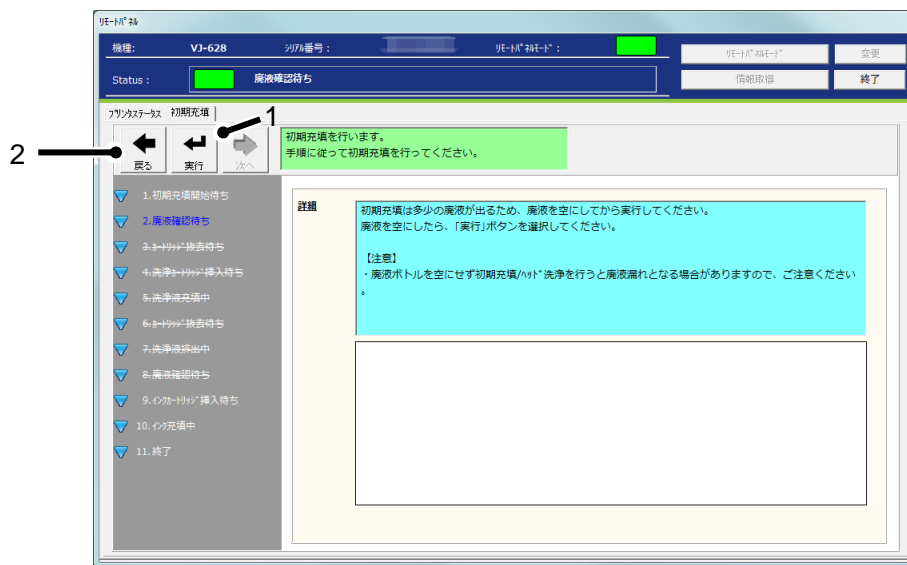 ﾘﾓｰﾄﾊﾟﾈﾙ
機種: VJ-628 ｼﾘｱﾙ番号 : ﾘﾓｰﾄﾊﾟﾈﾙﾓｰﾄﾞ : ﾘﾓｰﾄﾊﾟﾈﾙﾓｰﾄﾞ 変更
Status : 廃液確認待ち 情報取得 終了
ﾌﾟﾘﾝﾀｽﾃｰﾀｽ 初期充填
1
2
戻る 実行 次へ
初期充填を行います。
手順に従って初期充填を行ってください。
1.初期充填開始待ち
2.廃液確認待ち
3.ｶｰﾄﾘｯｼﾞ抜去待ち
4.洗浄ｶｰﾄﾘｯｼﾞ挿入待ち
5.洗浄液充填中
6.ｶｰﾄﾘｯｼﾞ抜去待ち
7.洗浄液排出中
8.廃液確認待ち
9.ｲﾝｸｶｰﾄﾘｯｼﾞ挿入待ち
10.ｲﾝｸ充填中
11.終了
詳細
初期充填は多少の廃液が出るため、廃液を空にしてから実行してください。
廃液を空にしたら、「実行」ボタンを選択してください。
【注意】
・廃液ボトルを空にせず初期充填/ﾍｯﾄﾞ洗浄を行うと廃液漏れとなる場合がありますので、ご注意ください
。